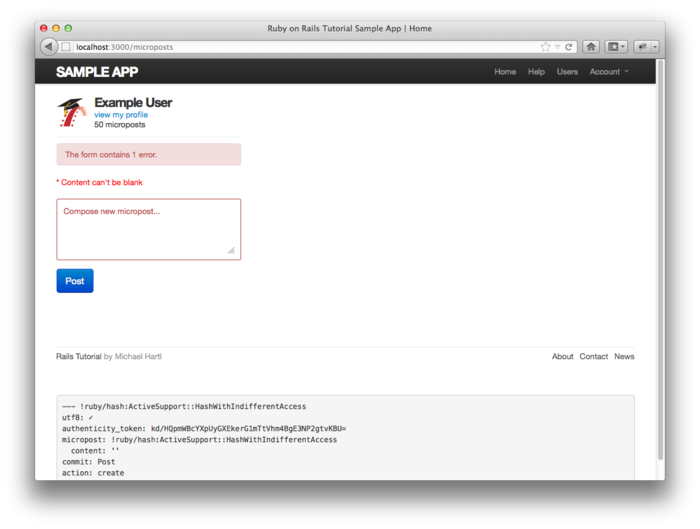 Ruby on Rails Tutorial Sample App | Home
localhost:3000/microposts
SAMPLE APP
Home Help Users Account
Example User
view my profile
50 microposts
The form contains 1 error.
* Content can't be blank
Compose new micropost...
Post
Rails Tutorial by Michael Hartl
About Contact News
--- !ruby/hash:ActiveSupport::HashWithIndifferentAccess
utf8: ✓
authenticity_token: kd/HQpmWBcYXpUyGXEkerG1mTtVhm4BgE3NP2gtvKBU=
micropost: !ruby/hash:ActiveSupport::HashWithIndifferentAccess
content: ''
commit: Post
action: create